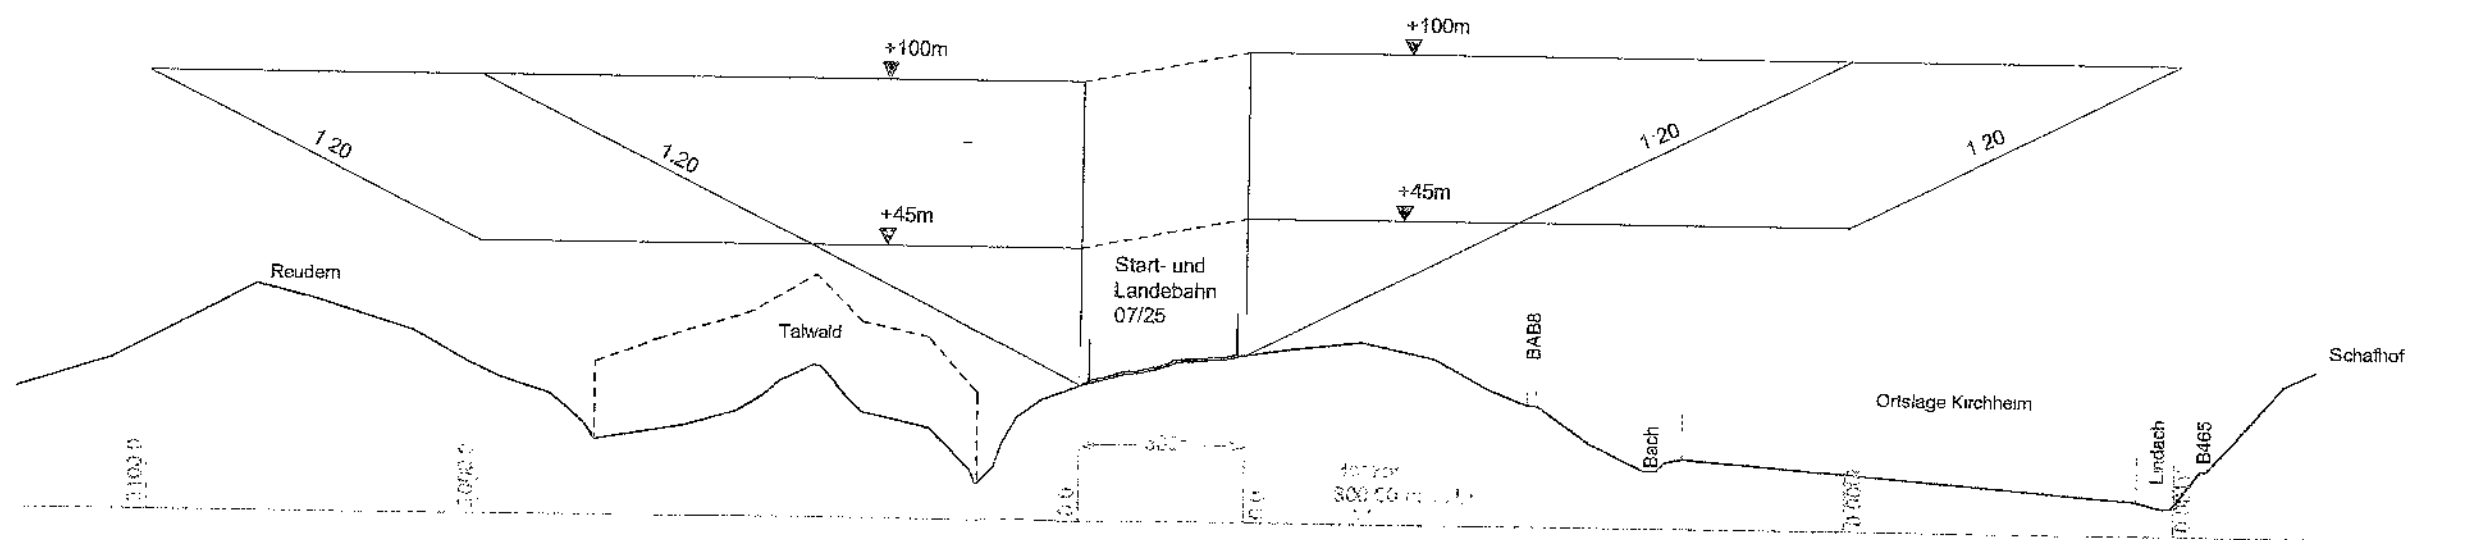 +100m
+100m
1:20
1:20
1:20
1:20
+45m
+45m
Reudern
Start- und
Landebahn
07/25
Talwald
BAB8
Schafhof
Ortslage Kirchheim
Bach
Lindach
B465